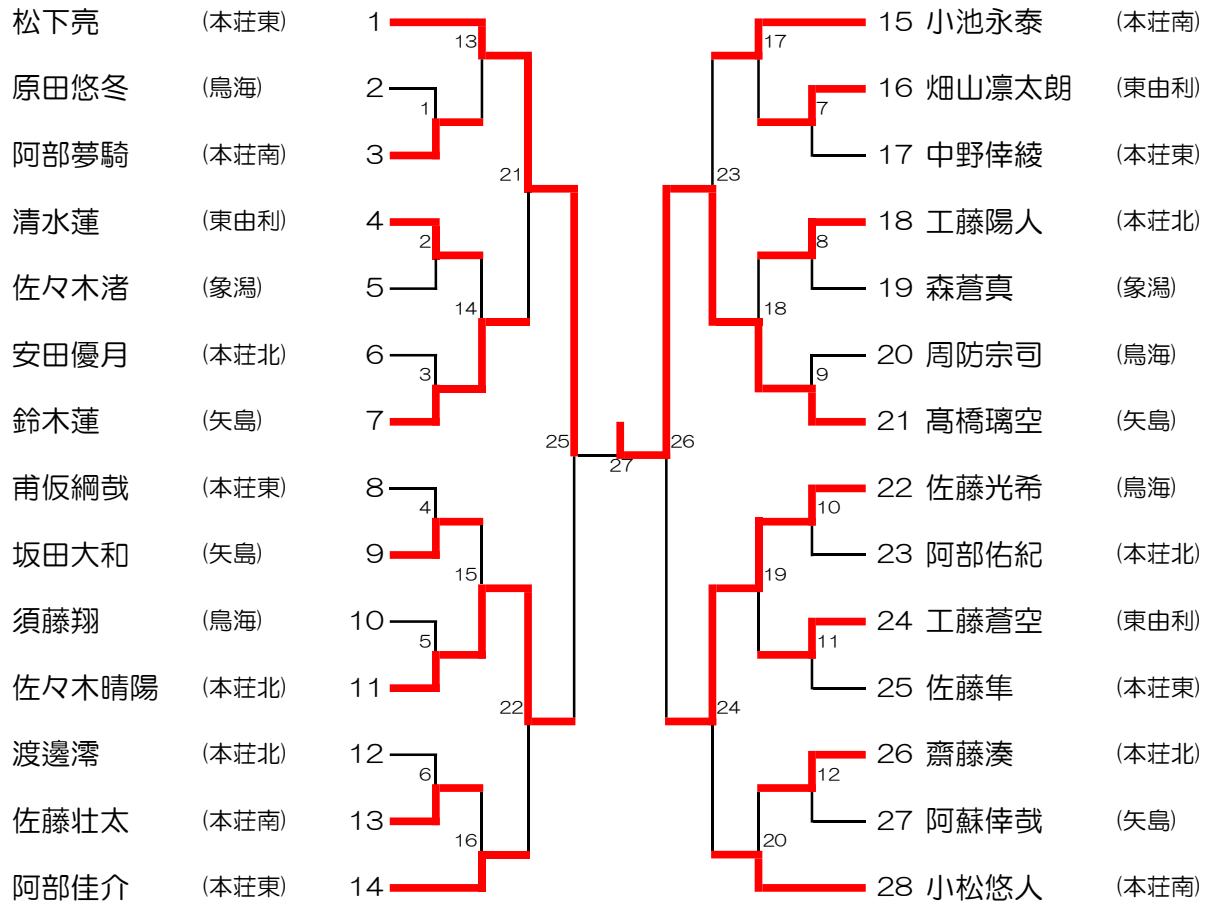 松下亮 (本荘東) 1
原田悠冬 (鳥海) 2
阿部夢騎 (本荘南) 3
清水蓮 (東由利) 4
佐々木渚 (象潟) 5
安田優月 (本荘北) 6
鈴木蓮 (矢島) 7
甫仮綱哉 (本荘東) 8
坂田大和 (矢島) 9
須藤翔 (鳥海) 10
佐々木晴陽 (本荘北) 11
渡邊澪 (本荘北) 12
佐藤壮太 (本荘南) 13
阿部佳介 (本荘東) 14
13
1
21
2
14
3
25
4
15
5
22
6
16
27
17
7
23
8
18
9
26
10
19
11
24
12
20
15 小池永泰 (本荘南)
16 畑山凛太朗 (東由利)
17 中野倖綾 (本荘東)
18 工藤陽人 (本荘北)
19 森蒼真 (象潟)
20 周防宗司 (鳥海)
21 髙橋璃空 (矢島)
22 佐藤光希 (鳥海)
23 阿部佑紀 (本荘北)
24 工藤蒼空 (東由利)
25 佐藤隼 (本荘東)
26 齋藤湊 (本荘北)
27 阿蘇倖哉 (矢島)
28 小松悠人 (本荘南)